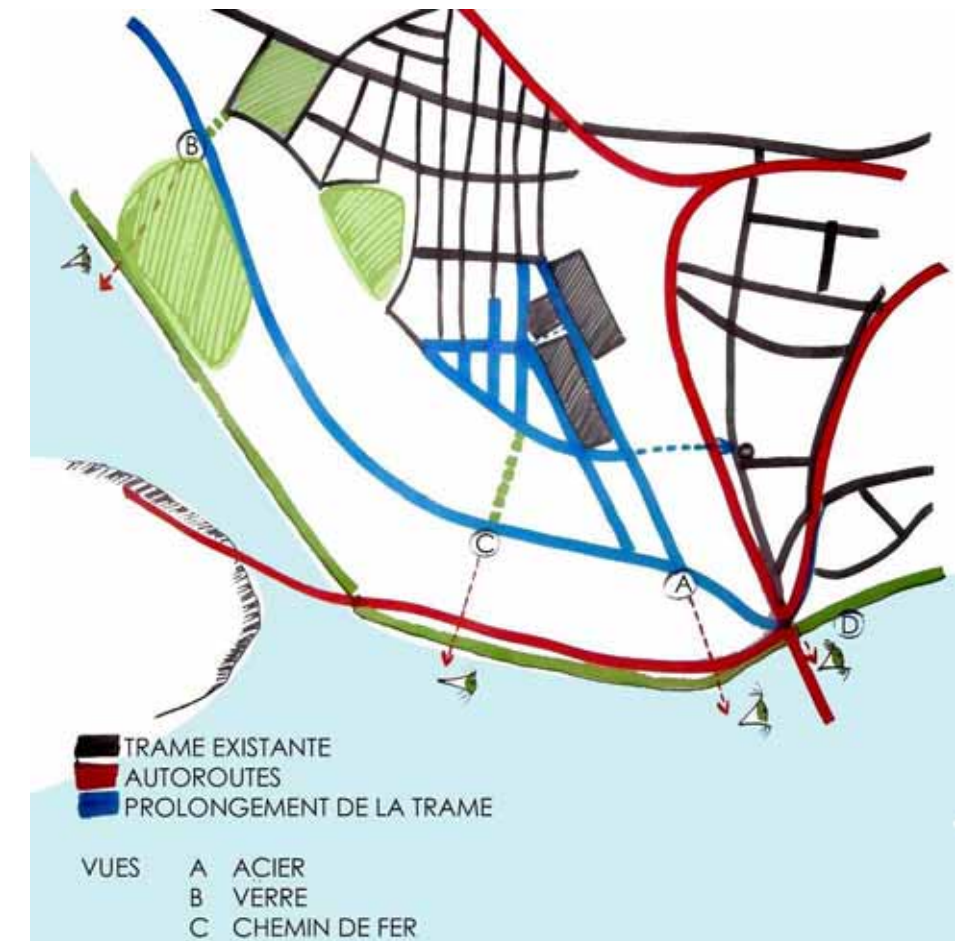 B
C
A
D
TRAME EXISTANTE
AUTOROUTES
PROLONGEMENT DE LA TRAME
VUES A ACIER
B VERRE
C CHEMIN DE FER